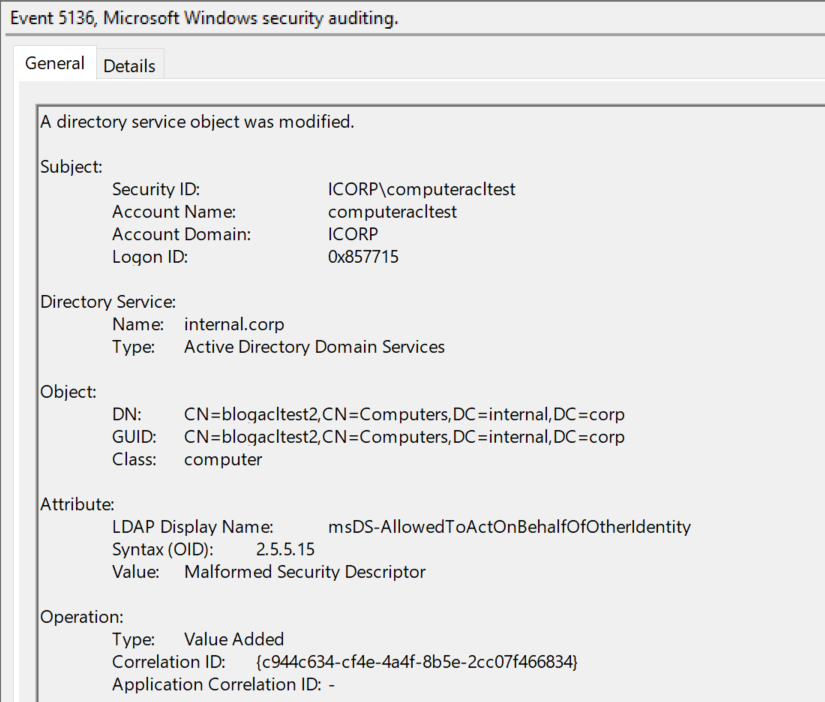 Event 5136, Microsoft Windows security auditing.
General Details
A directory service object was modified.
Subject:
Security ID: ICORP\computeracltest
Account Name: computeracltest
Account Domain: ICORP
Logon ID: 0x857715
Directory Service:
Name: internal.corp
Type: Active Directory Domain Services
Object:
DN: CN=blogacltest2,CN=Computers,DC=internal,DC=corp
GUID: CN=blogacltest2,CN=Computers,DC=internal,DC=corp
Class: computer
Attribute:
LDAP Display Name: msDS-AllowedToActOnBehalfOfOtherIdentity
Syntax (OID): 2.5.5.15
Value: Malformed Security Descriptor
Operation:
Type: Value Added
Correlation ID: {c944c634-cf4e-4a4f-8b5e-2cc07f466834}
Application Correlation ID: -